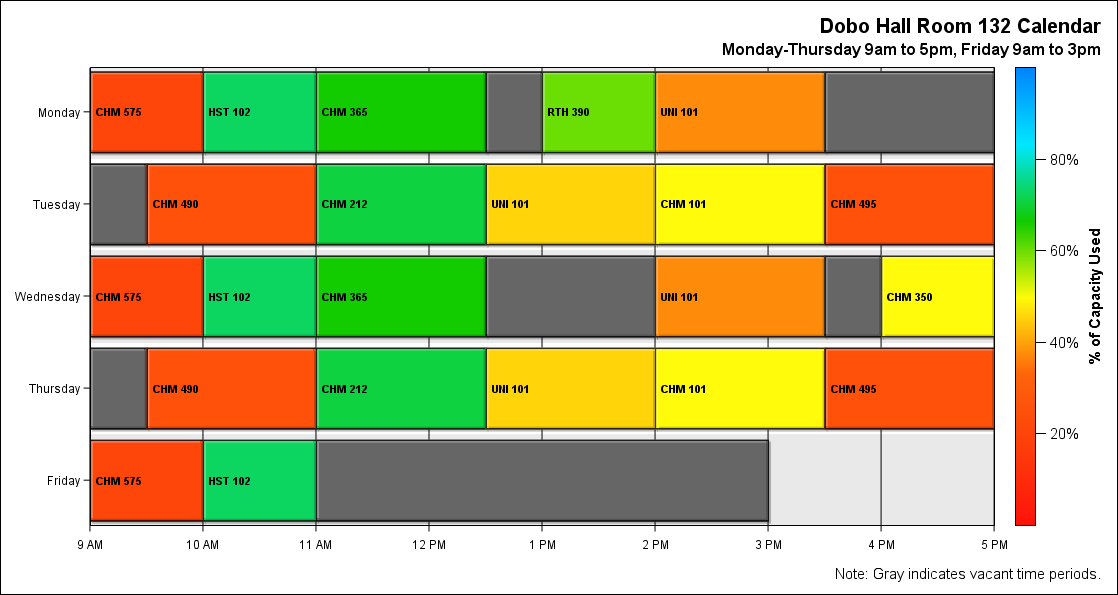 Dobo Hall Room 132 Calendar
Monday-Thursday 9am to 5pm, Friday 9am to 3pm
Monday CHM 575 HST 102 CHM 365 RTH 390 UNI 101
Tuesday CHM 490 CHM 212 UNI 101 CHM 101 CHM 495
Wednesday CHM 575 HST 102 CHM 365 UNI 101 CHM 350
Thursday CHM 490 CHM 212 UNI 101 CHM 101 CHM 495
Friday CHM 575 HST 102
9 AM 10 AM 11 AM 12 PM 1 PM 2 PM 3 PM 4 PM 5 PM
80%
60%
40%
20%
% of Capacity Used
Note: Gray indicates vacant time periods.